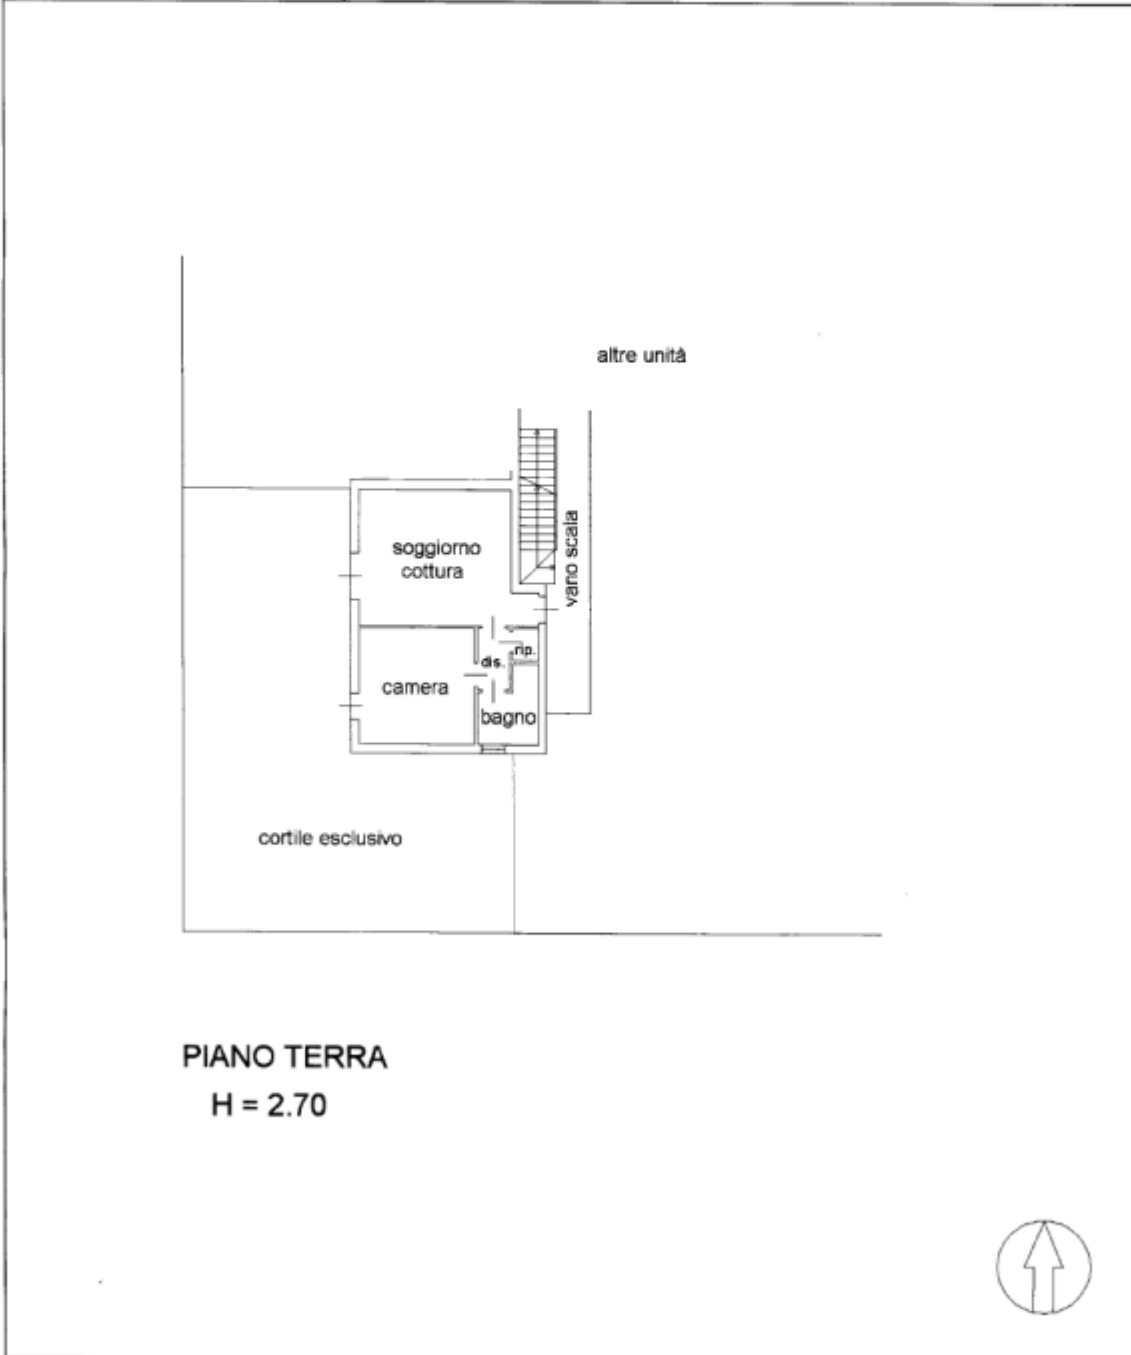 altre unità
vano scala
soggiorno
cottura
rip.
dis.
camera
bagno
cortile esclusivo
PIANO TERRA
H = 2.70